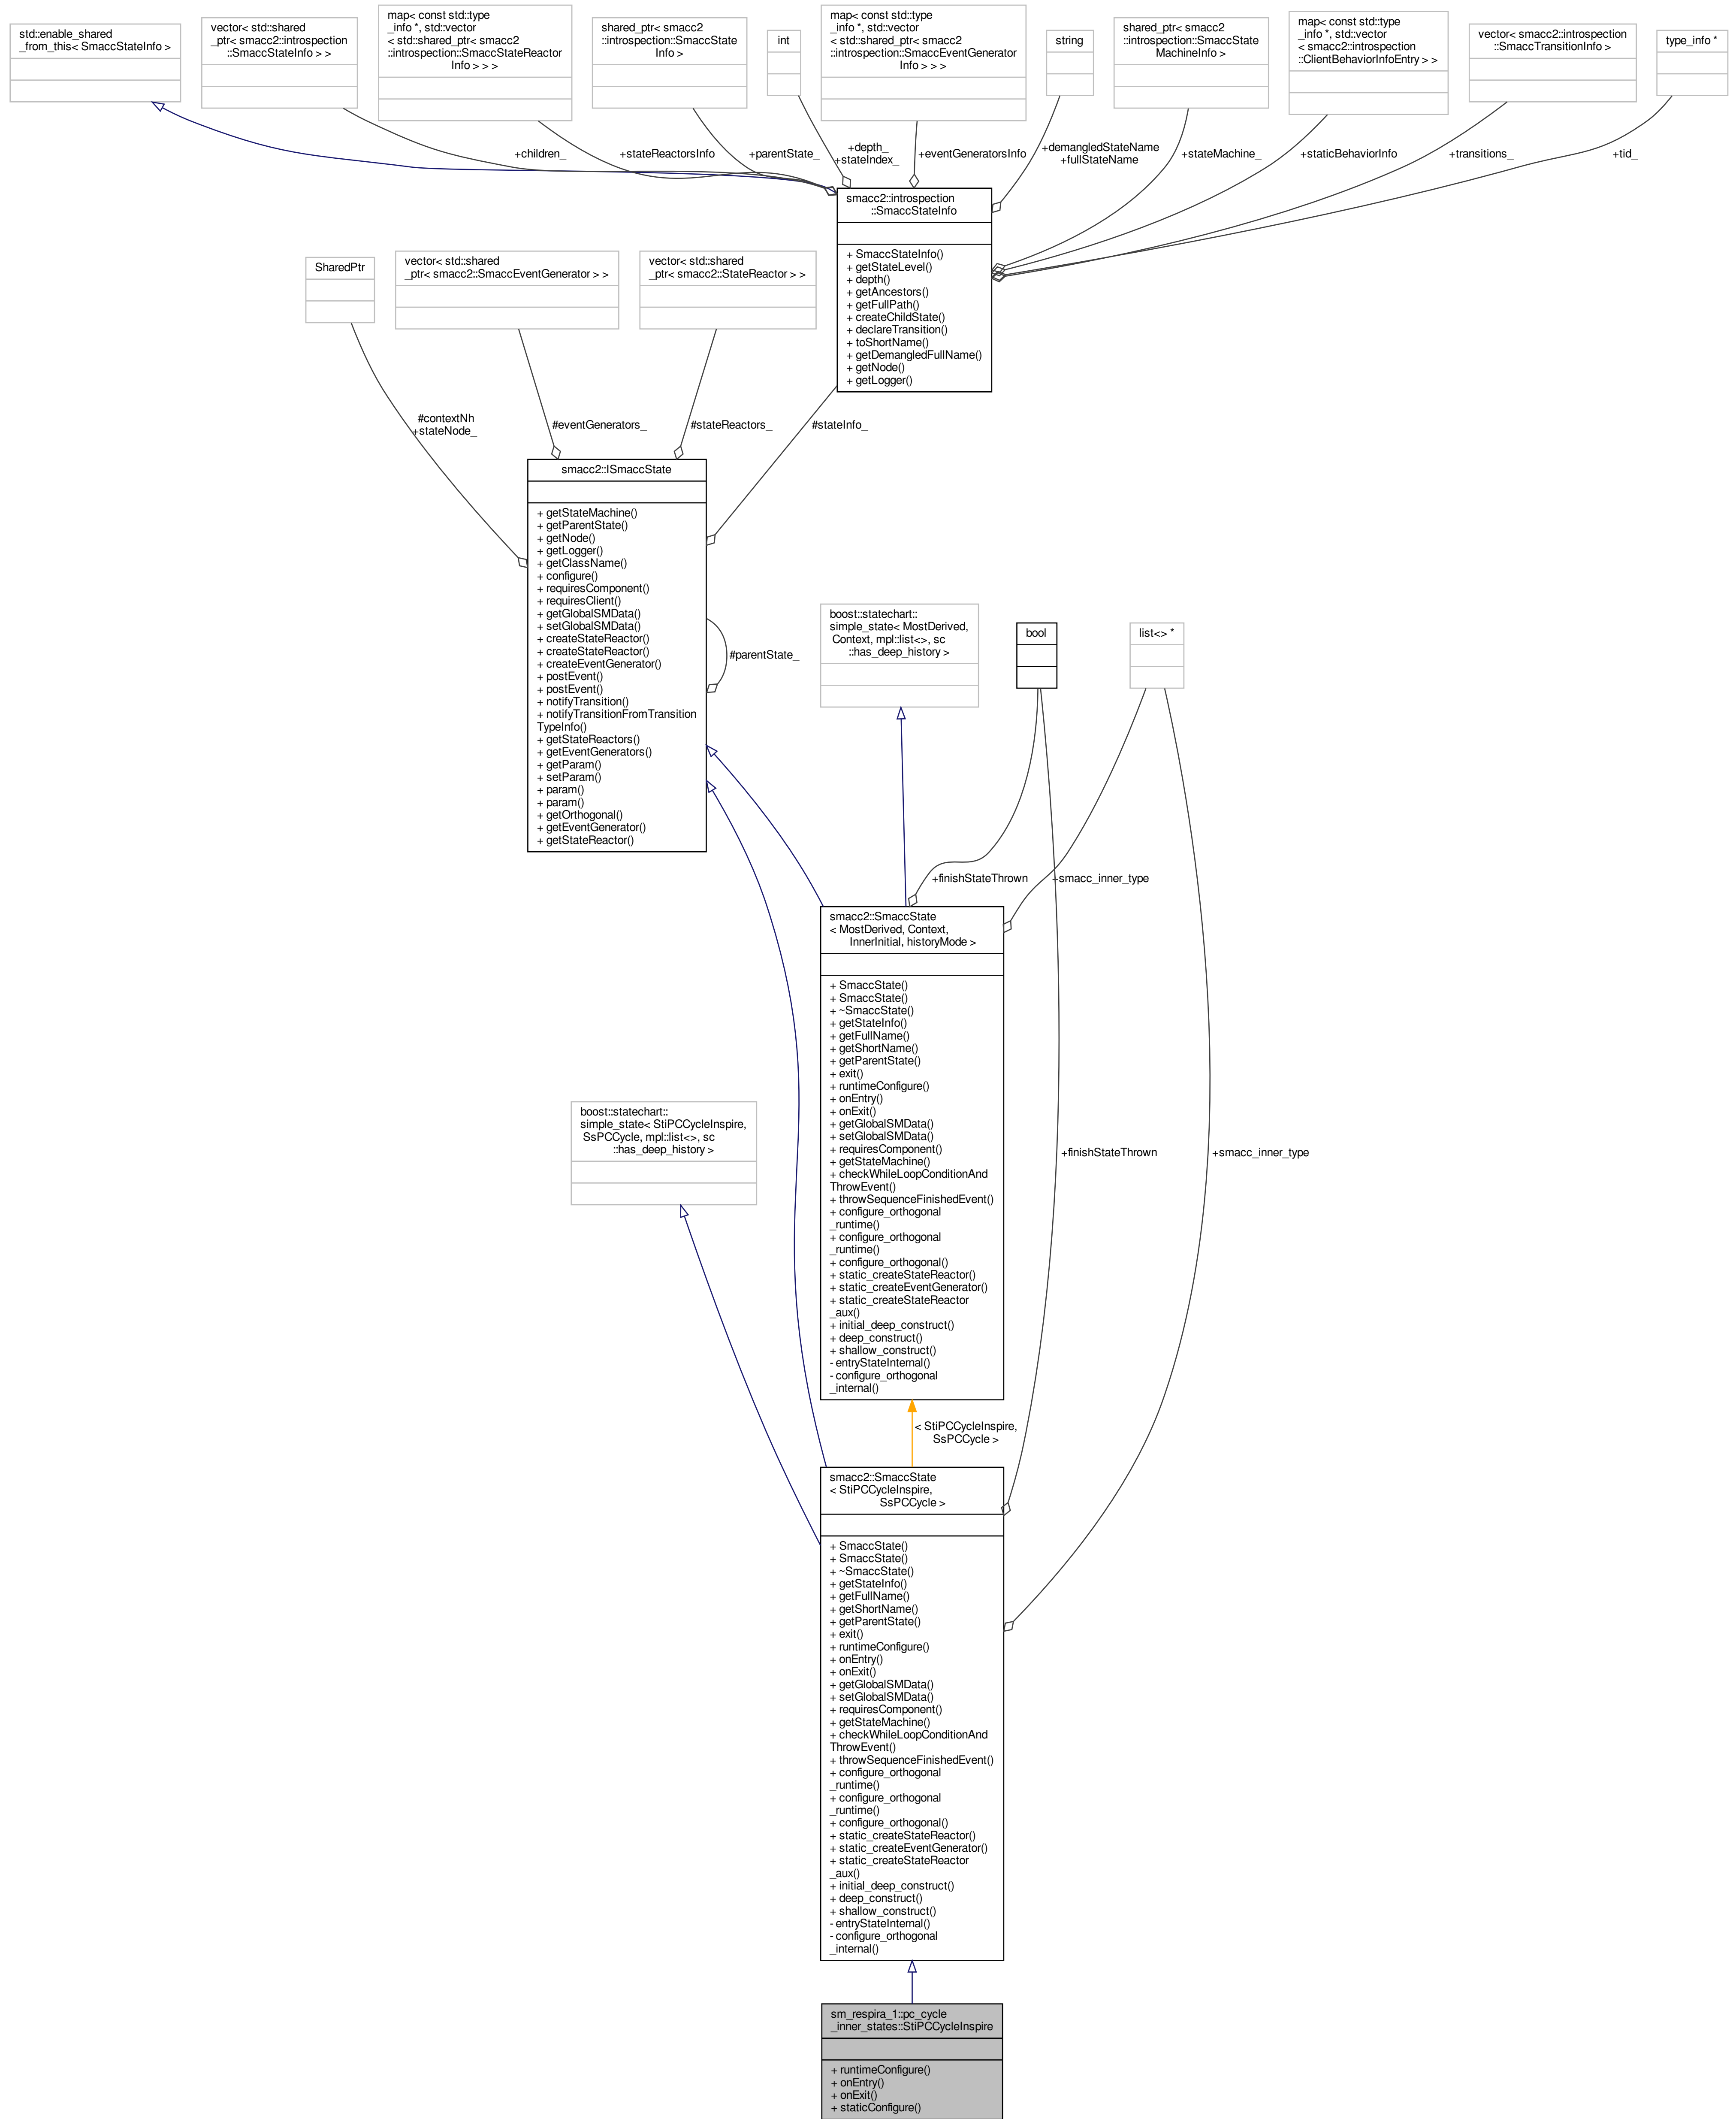 std::enable_shared
_from_this< SmaccStateInfo >
vector< std::shared
_ptr< smacc2::introspection
::SmaccStateInfo > >
map< const std::type
_info *, std::vector
< std::shared_ptr< smacc2
::introspection::SmaccStateReactor
Info > > >
shared_ptr< smacc2
::introspection::SmaccState
Info >
int
map< const std::type
_info *, std::vector
< std::shared_ptr< smacc2
::introspection::SmaccEventGenerator
Info > > >
string
shared_ptr< smacc2
::introspection::SmaccState
MachineInfo >
map< const std::type
_info *, std::vector
< smacc2::introspection
::ClientBehaviorInfoEntry > >
vector< smacc2::introspection
::SmaccTransitionInfo >
type_info *
+children_
+stateReactorsInfo
+parentState_
+depth_
+stateIndex_
+eventGeneratorsInfo
+demangledStateName
+fullStateName
+stateMachine_
+staticBehaviorInfo
+transitions_
+tid_
smacc2::introspection
::SmaccStateInfo
+ SmaccStateInfo()
+ getStateLevel()
+ depth()
+ getAncestors()
+ getFullPath()
+ createChildState()
+ declareTransition()
+ toShortName()
+ getDemangledFullName()
+ getNode()
+ getLogger()
SharedPtr
vector< std::shared
_ptr< smacc2::SmaccEventGenerator > >
vector< std::shared
_ptr< smacc2::StateReactor > >
#contextNh
+stateNode_
#eventGenerators_
#stateReactors_
#stateInfo_
smacc2::ISmaccState
+ getStateMachine()
+ getParentState()
+ getNode()
+ getLogger()
+ getClassName()
+ configure()
+ requiresComponent()
+ requiresClient()
+ getGlobalSMData()
+ setGlobalSMData()
+ createStateReactor()
+ createStateReactor()
+ createEventGenerator()
+ postEvent()
+ postEvent()
+ notifyTransition()
+ notifyTransitionFromTransition
TypeInfo()
+ getStateReactors()
+ getEventGenerators()
+ getParam()
+ setParam()
+ param()
+ param()
+ getOrthogonal()
+ getEventGenerator()
+ getStateReactor()
#parentState_
boost::statechart::
simple_state< MostDerived,
Context, mpl::list<>, sc
::has_deep_history >
bool
list<> *
+finishStateThrown
+smacc_inner_type
smacc2::SmaccState
< MostDerived, Context,
InnerInitial, historyMode >
+ SmaccState()
+ SmaccState()
+ ~SmaccState()
+ getStateInfo()
+ getFullName()
+ getShortName()
+ getParentState()
+ exit()
+ runtimeConfigure()
+ onEntry()
+ onExit()
+ getGlobalSMData()
+ setGlobalSMData()
+ requiresComponent()
+ getStateMachine()
+ checkWhileLoopConditionAnd
ThrowEvent()
+ throwSequenceFinishedEvent()
+ configure_orthogonal
_runtime()
+ configure_orthogonal
_runtime()
+ configure_orthogonal()
+ static_createStateReactor()
+ static_createEventGenerator()
+ static_createStateReactor
_aux()
+ initial_deep_construct()
+ deep_construct()
+ shallow_construct()
- entryStateInternal()
- configure_orthogonal
_internal()
boost::statechart::
simple_state< StiPCCycleInspire,
SsPCCycle, mpl::list<>, sc
::has_deep_history >
+finishStateThrown
+smacc_inner_type
< StiPCCycleInspire,
SsPCCycle >
smacc2::SmaccState
< StiPCCycleInspire,
SsPCCycle >
+ SmaccState()
+ SmaccState()
+ ~SmaccState()
+ getStateInfo()
+ getFullName()
+ getShortName()
+ getParentState()
+ exit()
+ runtimeConfigure()
+ onEntry()
+ onExit()
+ getGlobalSMData()
+ setGlobalSMData()
+ requiresComponent()
+ getStateMachine()
+ checkWhileLoopConditionAnd
ThrowEvent()
+ throwSequenceFinishedEvent()
+ configure_orthogonal
_runtime()
+ configure_orthogonal
_runtime()
+ configure_orthogonal()
+ static_createStateReactor()
+ static_createEventGenerator()
+ static_createStateReactor
_aux()
+ initial_deep_construct()
+ deep_construct()
+ shallow_construct()
- entryStateInternal()
- configure_orthogonal
_internal()
sm_respira_1::pc_cycle
_inner_states::StiPCCycleInspire
+ runtimeConfigure()
+ onEntry()
+ onExit()
+ staticConfigure()